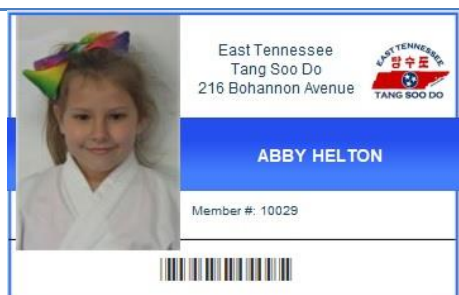 East Tennessee
Tang Soo Do
216 Bohannon Avenue
EAST TENNESSEE
당수도
TANG SOO DO
ABBY HELTON
Member #: 10029